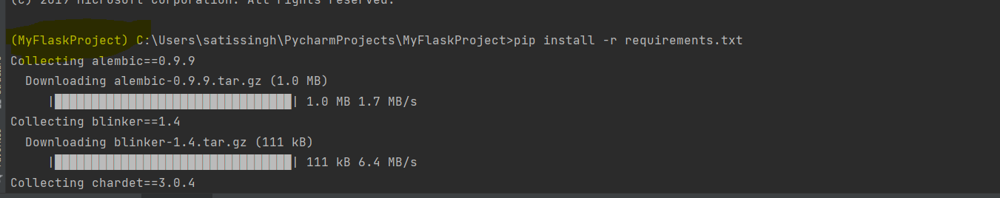 (c) 2017 Microsoft Corporation. All rights reserved.
(MyFlaskProject) C:\Users\satissingh\PycharmProjects\MyFlaskProject>pip install -r requirements.txt
Collecting alembic==0.9.9
Downloading alembic-0.9.9.tar.gz (1.0 MB)
|████████████████████████████████| 1.0 MB 1.7 MB/s
Collecting blinker==1.4
Downloading blinker-1.4.tar.gz (111 kB)
|████████████████████████████████| 111 kB 6.4 MB/s
Collecting chardet==3.0.4